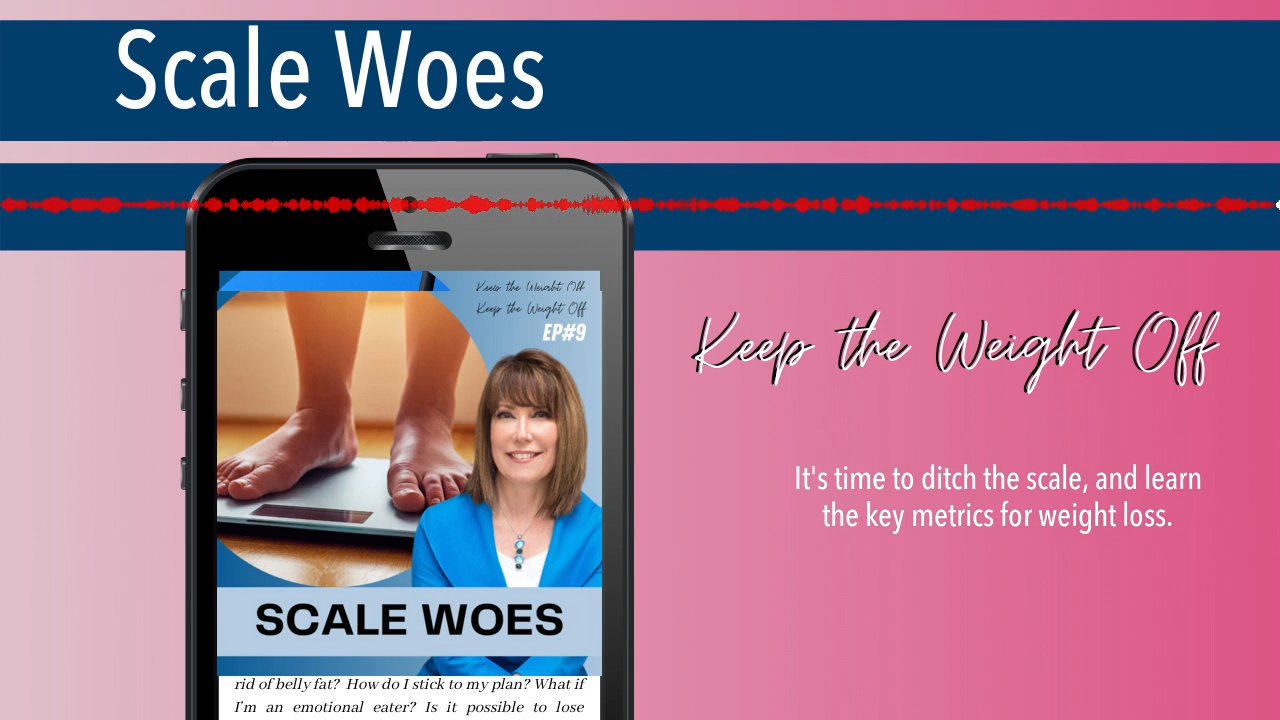 Scale Woes
Keep the Weight Off
Keep the Weight Off
EP#9
Keep the Weight Off
It's time to ditch the scale, and learn
the key metrics for weight loss.
SCALE WOES
rid of belly fat? How do I stick to my plan? What if
I'm an emotional eater? Is it possible to lose